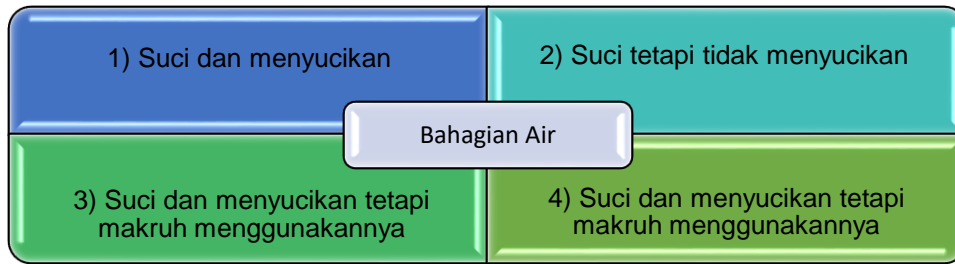 1) Suci dan menyucikan
2) Suci tetapi tidak menyucikan
Bahagian Air
3) Suci dan menyucikan tetapi
makruh menggunakannya
4) Suci dan menyucikan tetapi
makruh menggunakannya